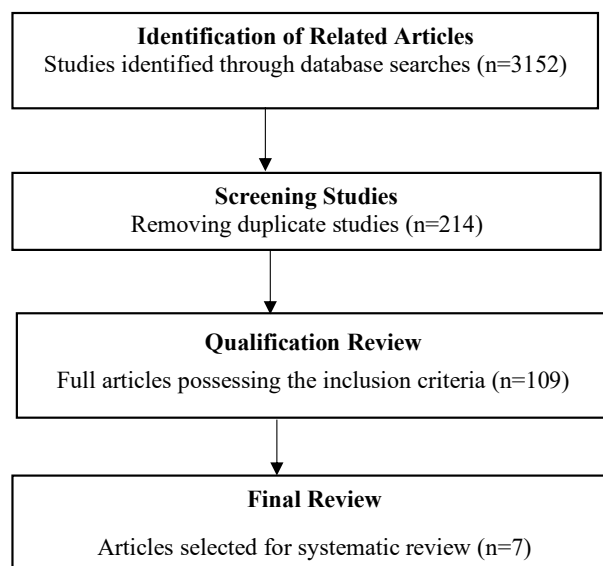 Identification of Related Articles
Studies identified through database searches (n=3152)
Screening Studies
Removing duplicate studies (n=214)
Qualification Review
Full articles possessing the inclusion criteria (n=109)
Final Review
Articles selected for systematic review (n=7)